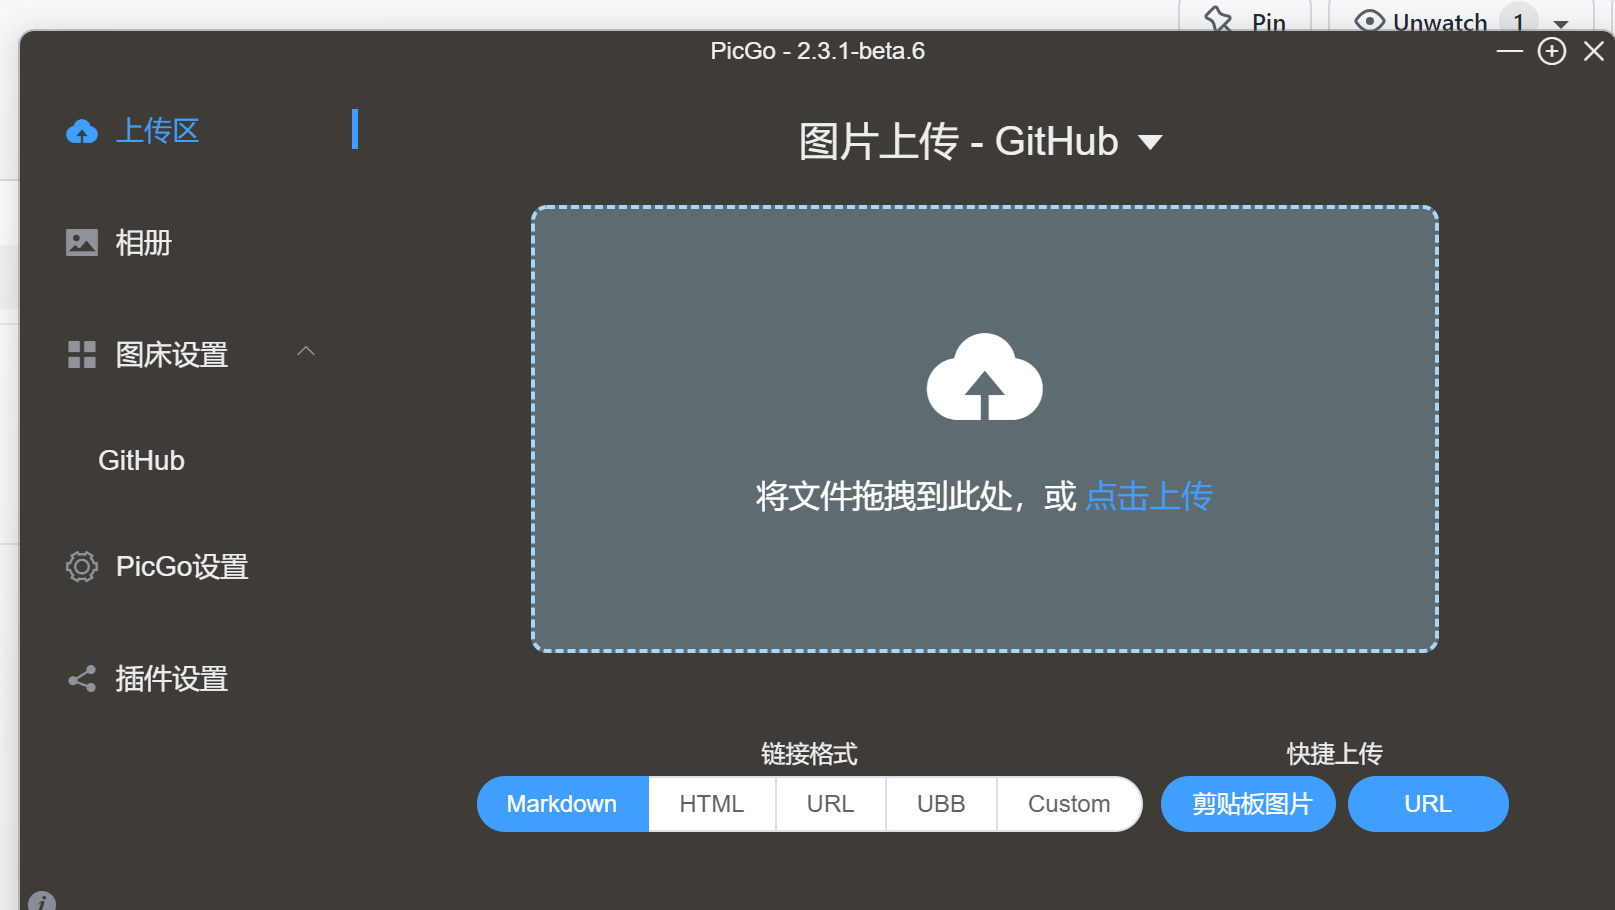 Pin
Unwatch 1
PicGo - 2.3.1-beta.6
上传区
图片上传 - GitHub
相册
图床设置
GitHub
将文件拖拽到此处，或 点击上传
PicGo设置
插件设置
链接格式
快捷上传
Markdown HTML URL UBB Custom
剪贴板图片 URL